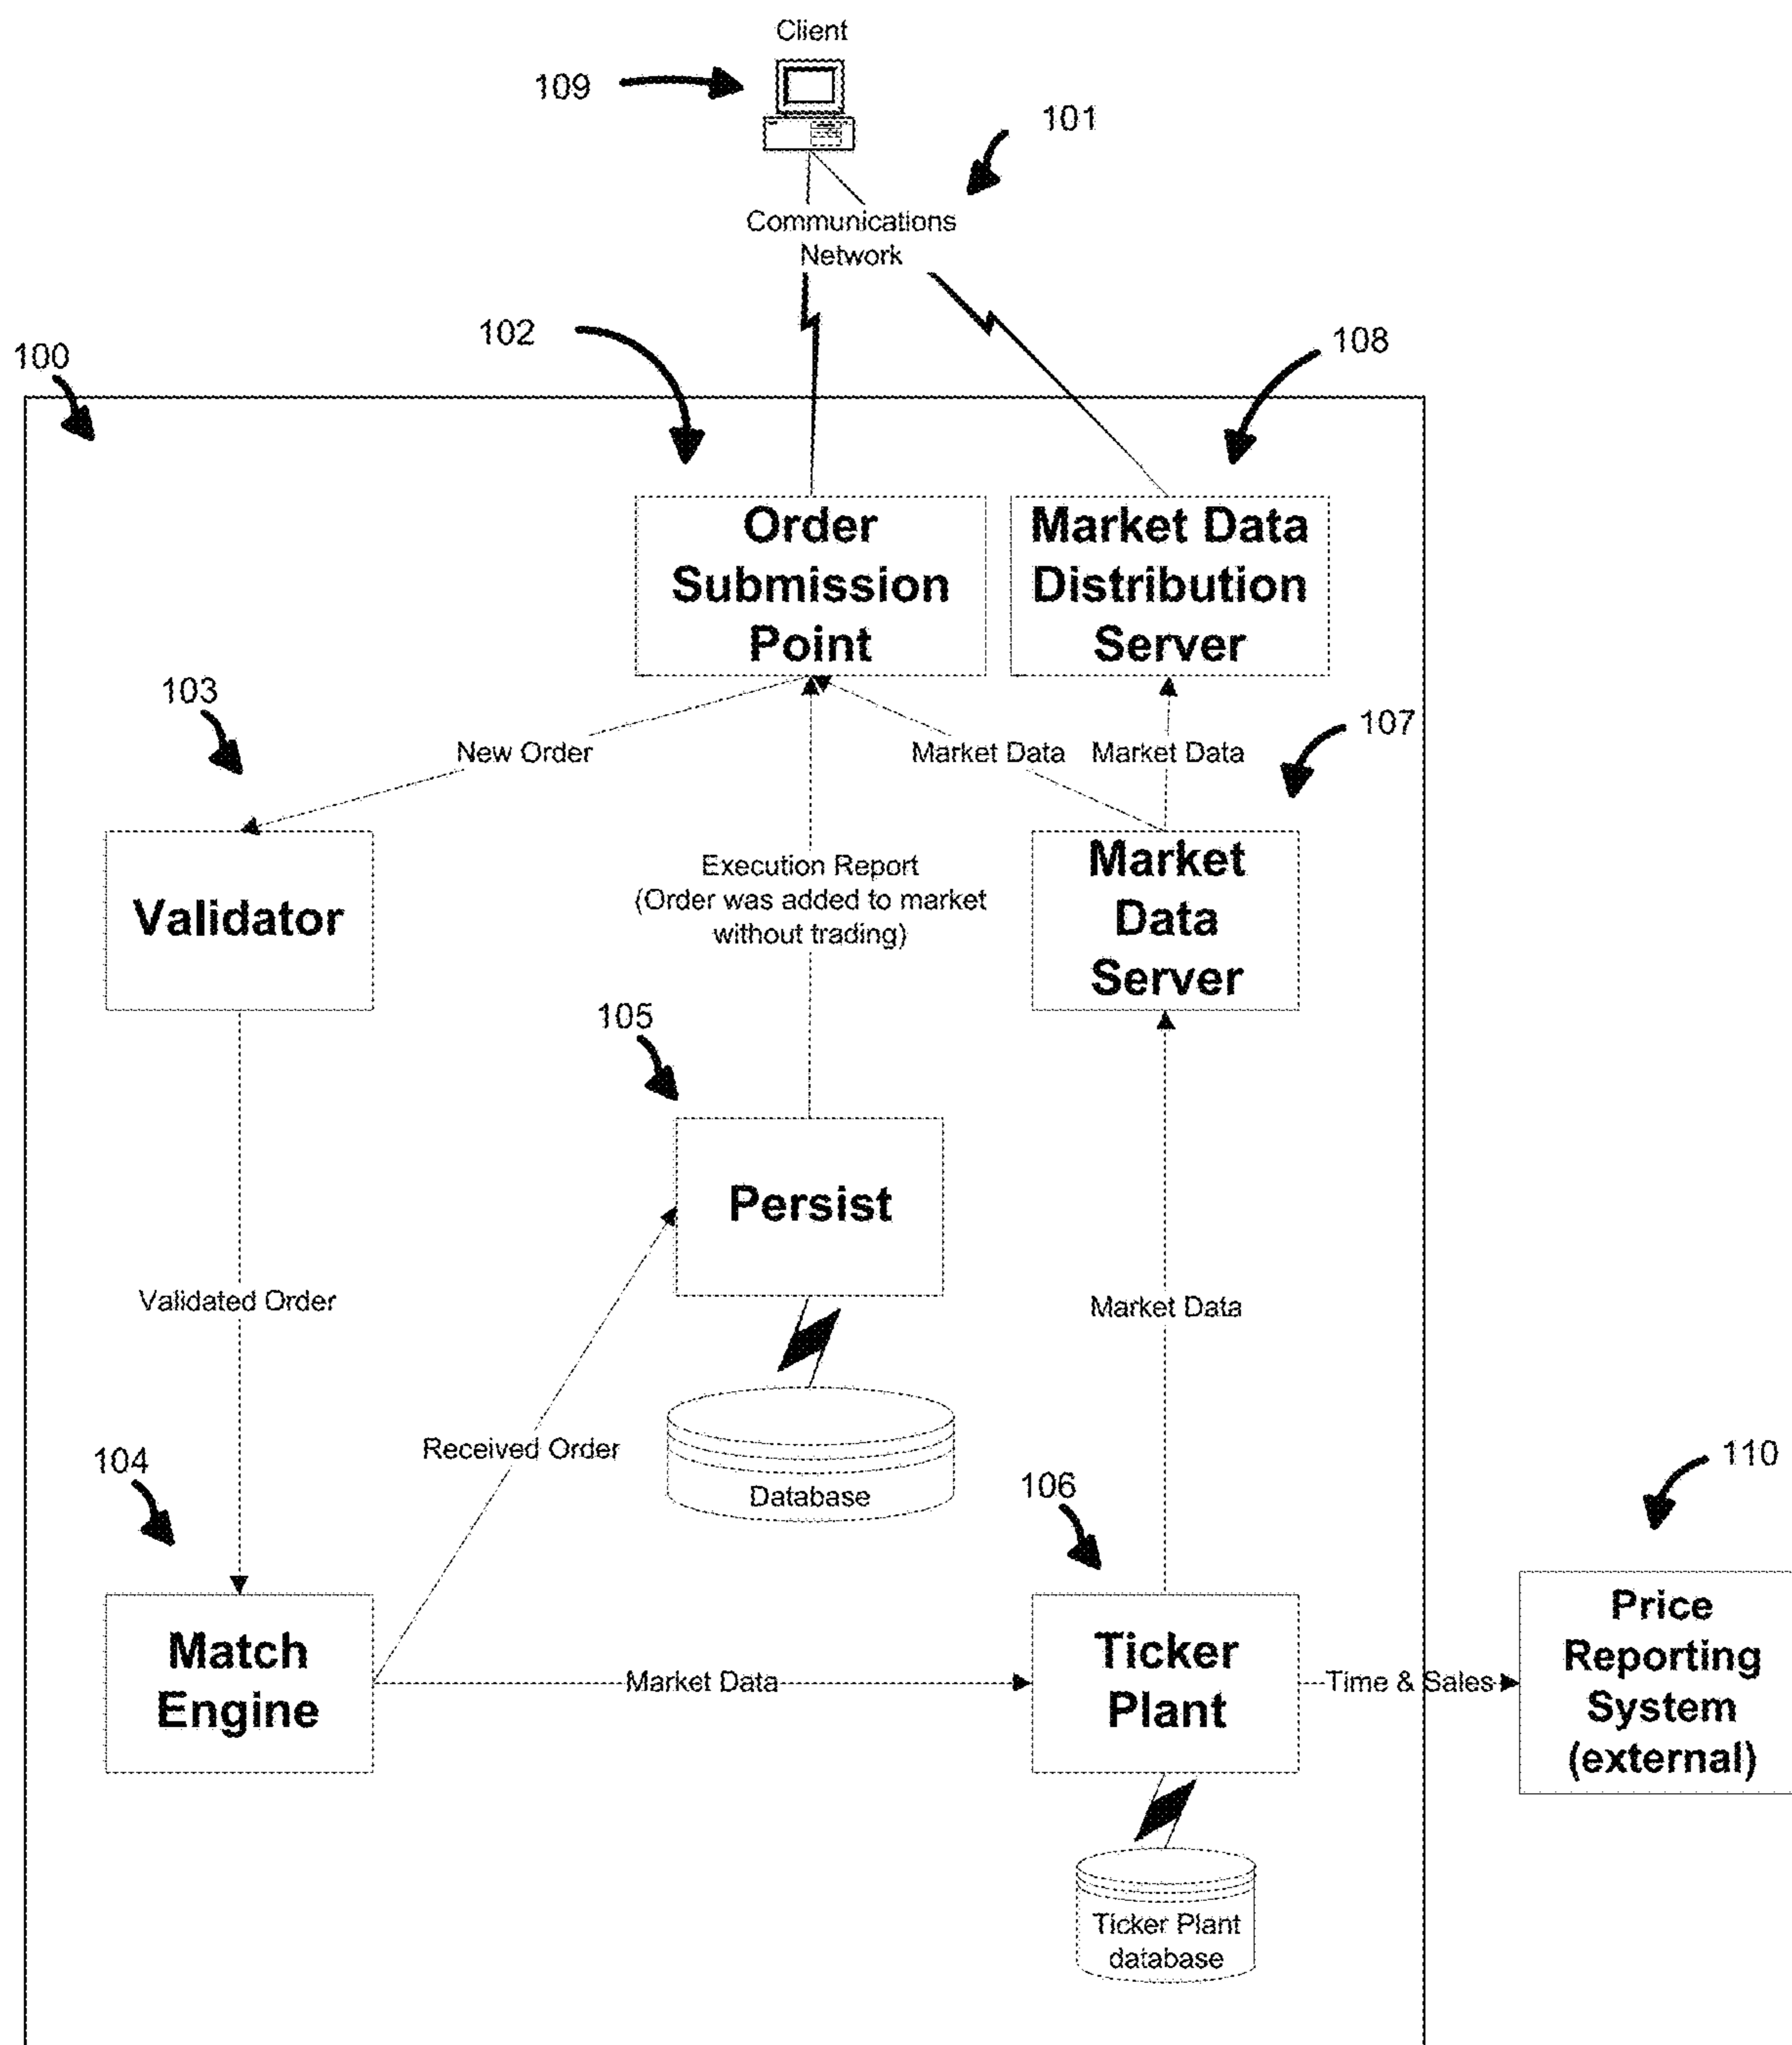 Client
109
101
Communications
Network
102
108
100
Order
Submission
Point
Market Data
Distribution
Server
103
107
New Order
Market Data
Market Data
Validator
Execution Report
(Order was added to market
without trading)
Market
Data
Server
105
Persist
Validated Order
Market Data
Received Order
104
Database
106
110
Match
Engine
Market Data
Ticker
Plant
Time & Sales
Price
Reporting
System
(external)
Ticker Plant
database